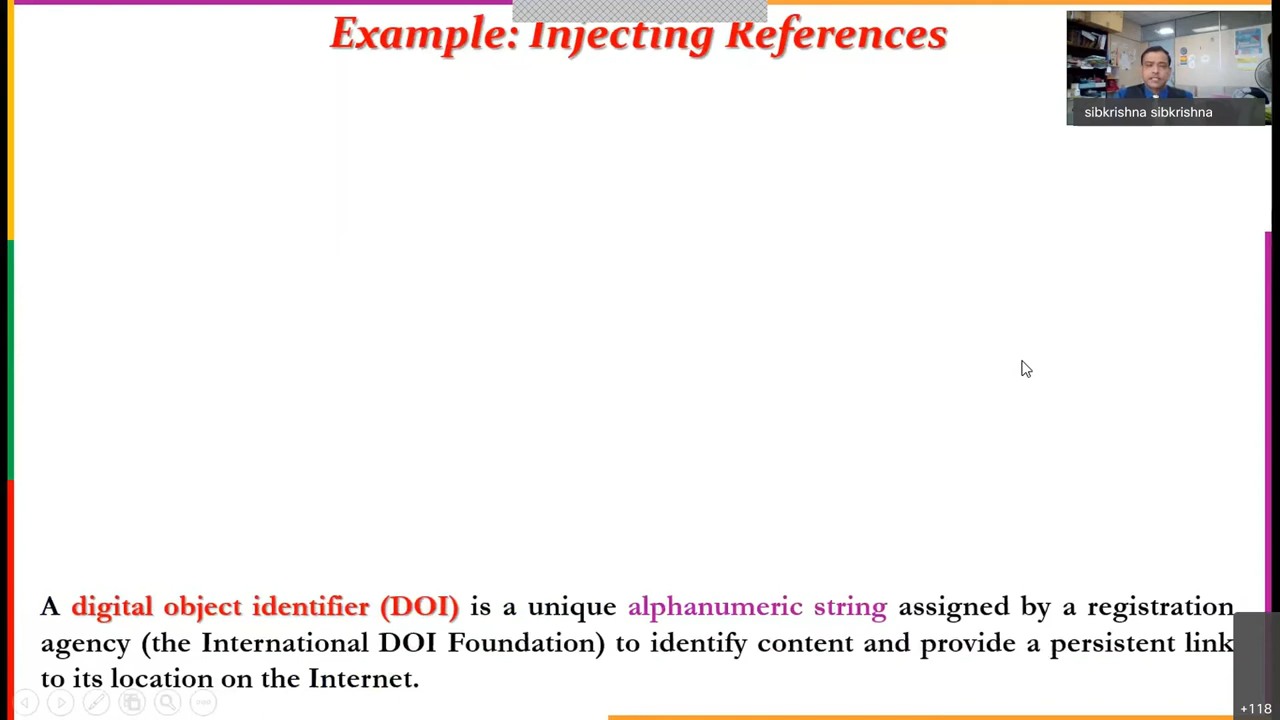 Example: Injecting References
sibkrishna sibkrishna
A digital object identifier (DOI) is a unique alphanumeric string assigned by a registration
agency (the International DOI Foundation) to identify content and provide a persistent link
to its location on the Internet.
+118